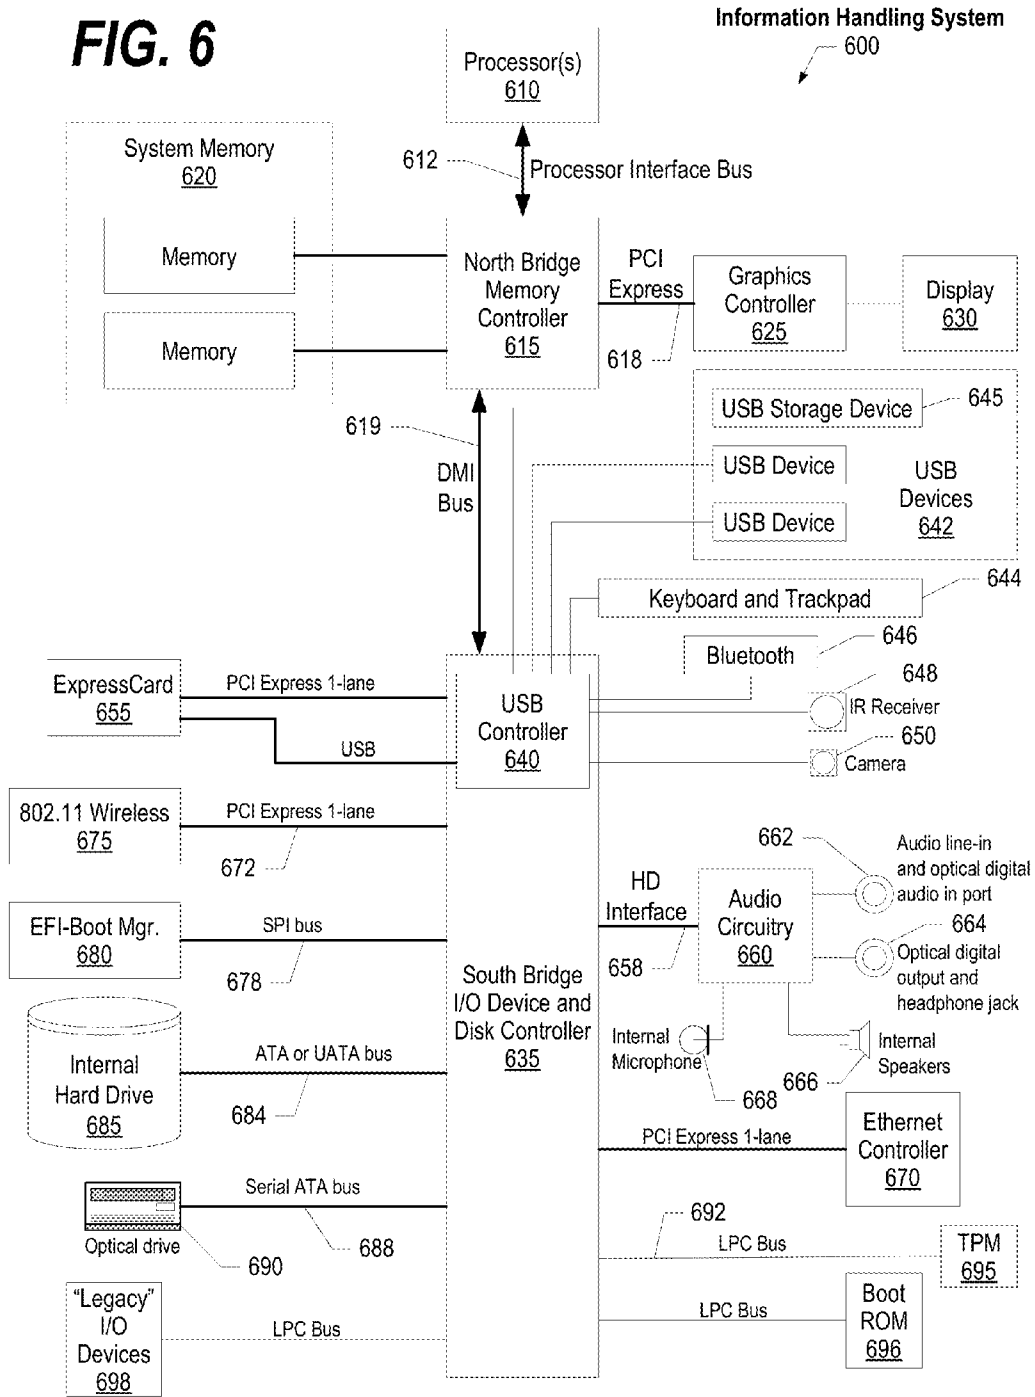 FIG. 6
Information Handling System
600
Processor(s)
610
System Memory
620
612
Processor Interface Bus
Memory
Memory
North Bridge
Memory
Controller
615
PCI
Express
618
Graphics
Controller
625
Display
630
619
DMI
Bus
USB Storage Device
645
USB Device
USB Device
USB
Devices
642
644
Keyboard and Trackpad
646
Bluetooth
648
IR Receiver
650
Camera
ExpressCard
655
PCI Express 1-lane
USB
USB
Controller
640
802.11 Wireless
675
PCI Express 1-lane
672
EFI-Boot Mgr.
680
SPI bus
678
HD
Interface
658
Audio
Circuitry
660
662
Audio line-in
and optical digital
audio in port
664
Optical digital
output and
headphone jack
Internal
Microphone
668
666
Internal
Speakers
South Bridge
I/O Device and
Disk Controller
635
Internal
Hard Drive
685
ATA or UATA bus
684
PCI Express 1-lane
Ethernet
Controller
670
Serial ATA bus
688
Optical drive
690
692
LPC Bus
TPM
695
"Legacy"
I/O
Devices
698
LPC Bus
LPC Bus
Boot
ROM
696